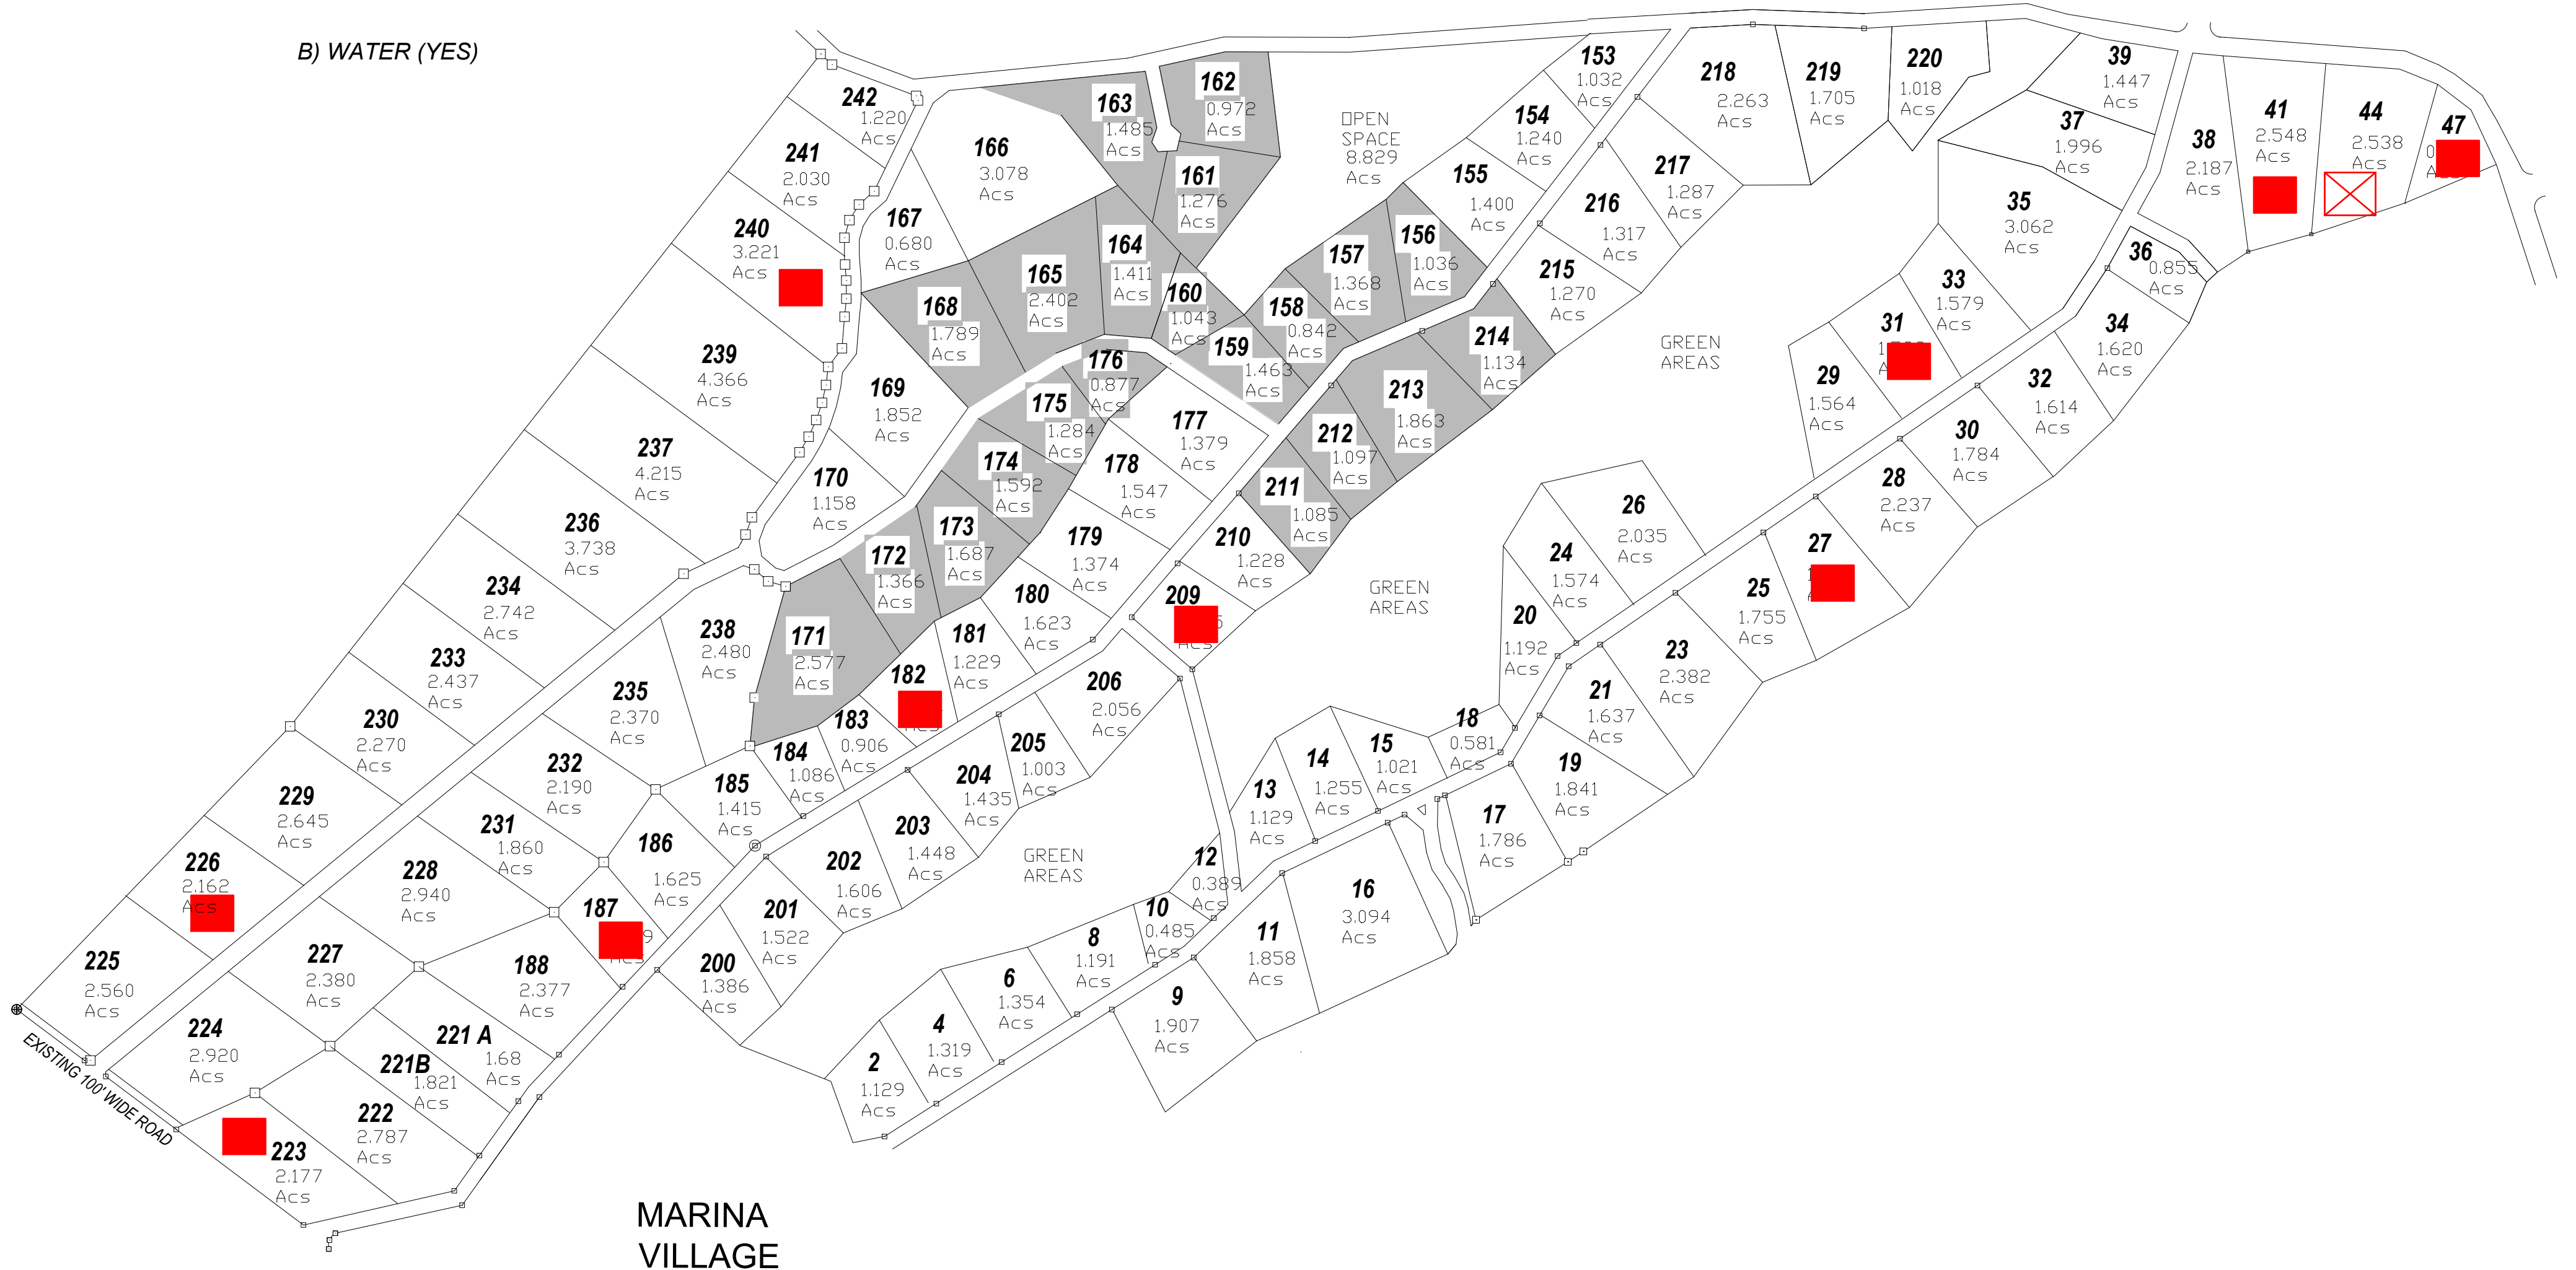 B) WATER (YES)
242
1.220
Acs
241
2.030
Acs
240
3.221
Acs
239
4.366
Acs
237
4.215
Acs
236
3.738
Acs
234
2.742
Acs
233
2.437
Acs
230
2.270
Acs
229
2.645
Acs
226
2.162
Acs
225
2.560
Acs
EXISTING 100' WIDE ROAD
224
2.920
Acs
223
2.177
Acs
222
2.787
Acs
221B
1.821
Acs
221 A
1.68
Acs
227
2.380
Acs
228
2.940
Acs
231
1.860
Acs
232
2.190
Acs
235
2.370
Acs
238
2.480
Acs
188
2.377
Acs
187
186
1.625
Acs
185
1.415
Acs
184
1.086
Acs
183
0.906
Acs
182
181
1.229
Acs
180
1.623
Acs
179
1.374
Acs
178
1.547
Acs
177
1.379
Acs
176
0.877
Acs
175
1.284
Acs
174
1.592
Acs
173
1.687
Acs
172
1.366
Acs
171
2.577
Acs
170
1.158
Acs
169
1.852
Acs
168
1.789
Acs
167
0.680
Acs
166
3.078
Acs
165
2.402
Acs
164
1.411
Acs
163
1.485
Acs
162
0.972
Acs
161
1.276
Acs
160
1.043
Acs
159
1.463
Acs
158
0.842
Acs
157
1.368
Acs
156
1.036
Acs
155
1.400
Acs
154
1.240
Acs
153
1.032
Acs
OPEN
SPACE
8.829
Acs
218
2.263
Acs
219
1.705
Acs
220
1.018
Acs
217
1.287
Acs
216
1.317
Acs
215
1.270
Acs
214
1.134
Acs
213
1.863
Acs
212
1.097
Acs
211
1.085
Acs
210
1.228
Acs
209
Acs
206
2.056
Acs
205
1.003
Acs
204
1.435
Acs
203
1.448
Acs
202
1.606
Acs
201
1.522
Acs
200
1.386
Acs
GREEN
AREAS
GREEN
AREAS
GREEN
AREAS
39
1.447
Acs
37
1.996
Acs
38
2.187
Acs
41
2.548
Acs
44
2.538
Acs
47
35
3.062
Acs
36
0.855
Acs
33
1.579
Acs
34
1.620
Acs
31
32
1.614
Acs
29
1.564
Acs
30
1.784
Acs
28
2.237
Acs
27
26
2.035
Acs
25
1.755
Acs
24
1.574
Acs
23
2.382
Acs
20
1.192
Acs
21
1.637
Acs
18
0.581
Acs
19
1.841
Acs
17
1.786
Acs
15
1.021
Acs
14
1.255
Acs
13
1.129
Acs
16
3.094
Acs
12
0.389
Acs
10
0.485
Acs
11
1.858
Acs
8
1.191
Acs
9
1.907
Acs
6
1.354
Acs
4
1.319
Acs
2
1.129
Acs
MARINA
VILLAGE